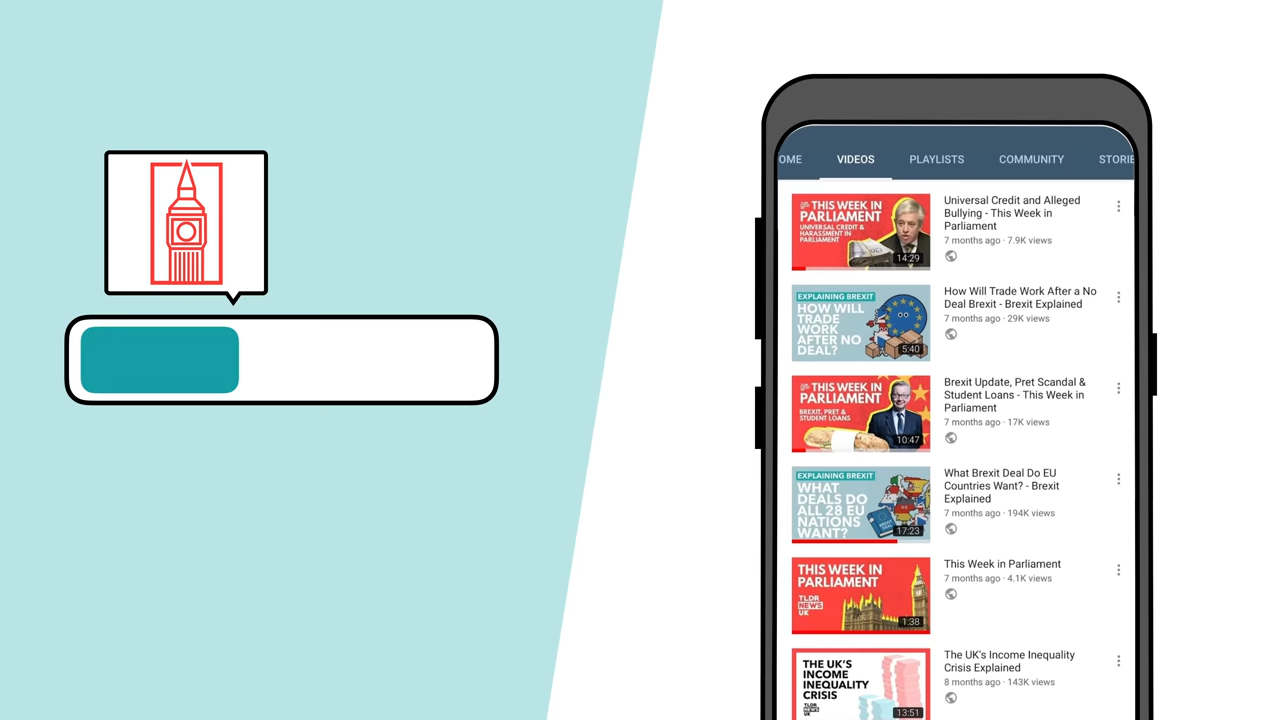 OME VIDEOS PLAYLISTS COMMUNITY STORIE
THIS WEEK IN
PARLIAMENT
UNIVERSAL CREDIT &
HARASSMENT IN
PARLIAMENT
14:29
Universal Credit and Alleged
Bullying - This Week in
Parliament
7 months ago · 7.9K views
EXPLAINING BREXIT
HOW WILL
TRADE
WORK
AFTER NO
DEAL?
5:40
How Will Trade Work After a No
Deal Brexit - Brexit Explained
7 months ago · 29K views
THIS WEEK IN
PARLIAMENT
BREXIT, PRET &
STUDENT LOANS
10:47
Brexit Update, Pret Scandal &
Student Loans - This Week in
Parliament
7 months ago · 17K views
EXPLAINING BREXIT
WHAT
DEALS DO
ALL 28 EU
NATIONS
WANT?
17:23
What Brexit Deal Do EU
Countries Want? - Brexit
Explained
7 months ago · 194K views
THIS WEEK IN
PARLIAMENT
TLDR
NEWS
UK
1:38
This Week in Parliament
7 months ago · 4.1K views
THE UK'S
INCOME
INEQUALITY
CRISIS
TLDR
NEWS
UK
13:51
The UK's Income Inequality
Crisis Explained
8 months ago · 143K views